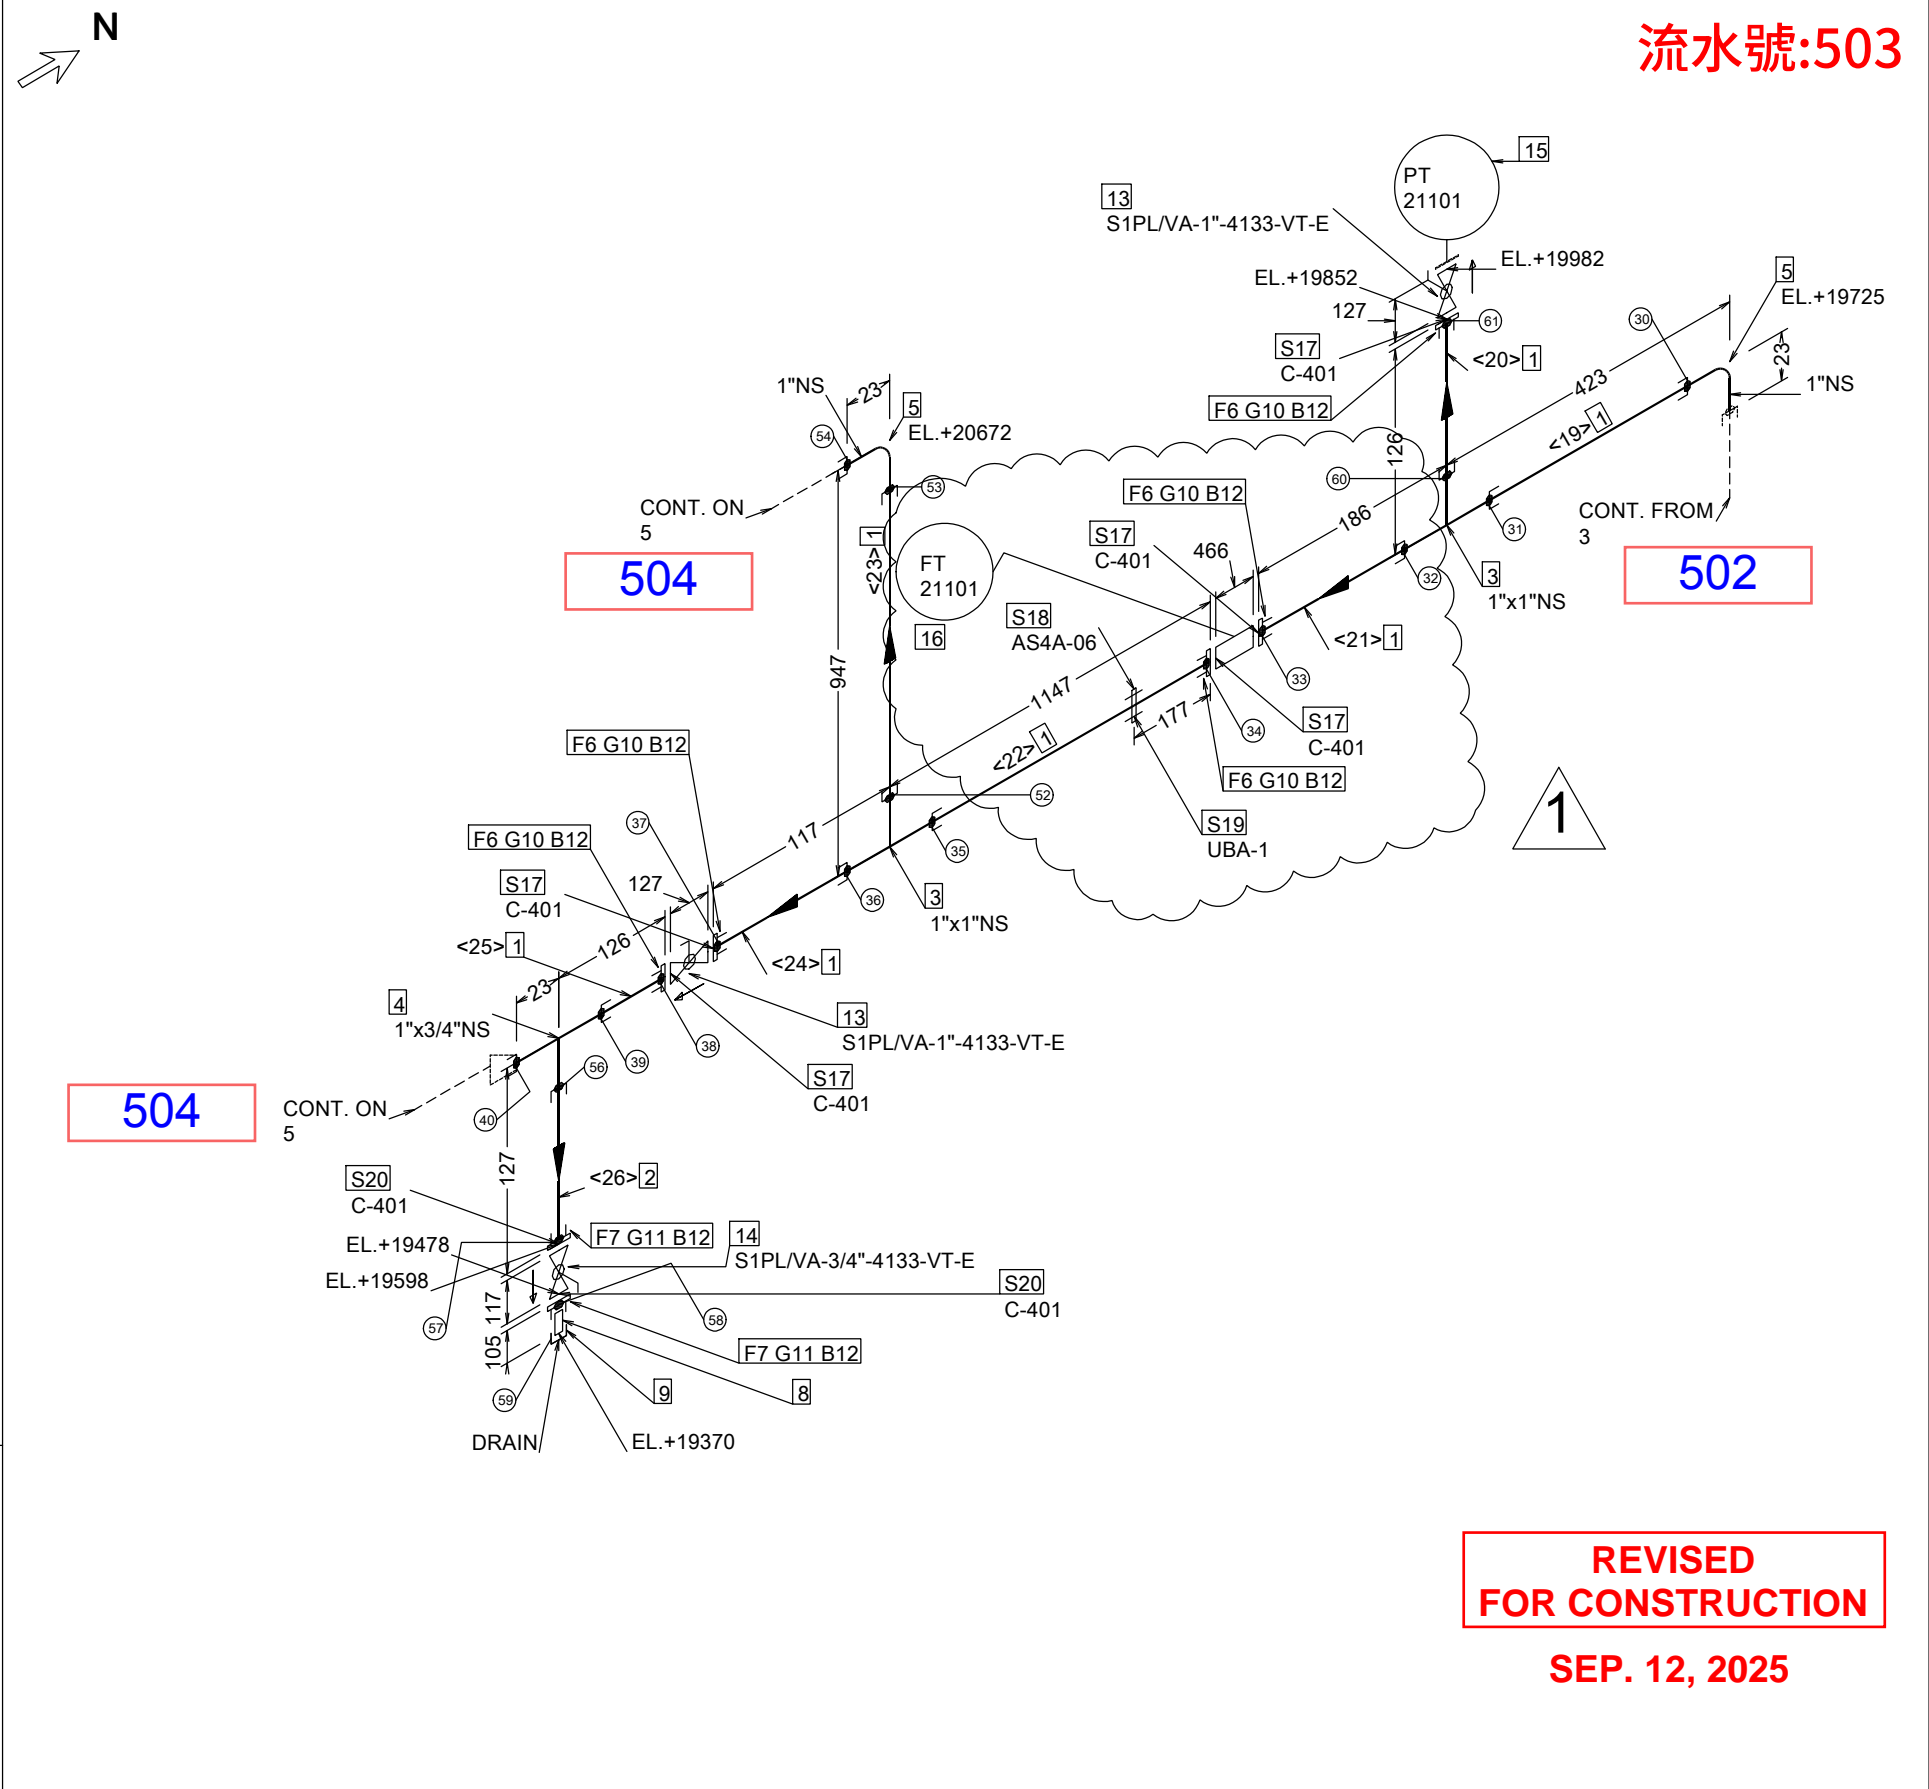 N
流水號:503
PT
21101
15
13
S1PL/VA-1"-4133-VT-E
EL.+19982
EL.+19852
127
61
S17
C-401
<20> 1
F6 G10 B12
126
5
EL.+19725
30
23
1"NS
423
<19> 1
1"NS
23
5
EL.+20672
54
53
CONT. ON
5
504
60
31
CONT. FROM
3
502
F6 G10 B12
186
S17
C-401
466
32
3
1"x1"NS
<23> 1
FT
21101
16
S18
AS4A-06
<21> 1
33
947
1147
177
34
S17
C-401
F6 G10 B12
<22> 1
F6 G10 B12
52
S19
UBA-1
1
37
117
35
F6 G10 B12
S17
C-401
127
36
3
1"x1"NS
<25> 1
126
<24> 1
23
4
1"x3/4"NS
13
S1PL/VA-1"-4133-VT-E
38
39
56
S17
C-401
504
CONT. ON
5
40
127
S20
C-401
<26> 2
F7 G11 B12
14
S1PL/VA-3/4"-4133-VT-E
EL.+19478
EL.+19598
S20
C-401
117
57
58
105
F7 G11 B12
59
9
8
DRAIN
EL.+19370
REVISED
FOR CONSTRUCTION
SEP. 12, 2025